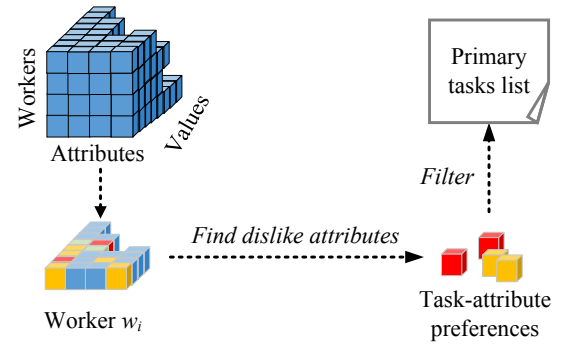 Workers
Attributes
Values
Primary
tasks list
Filter
Find dislike attributes
Worker wi
Task-attribute
preferences